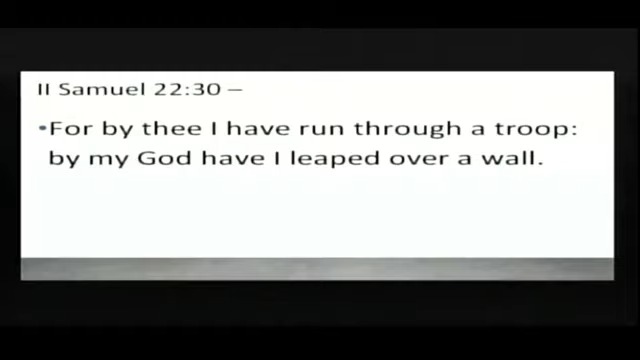 II Samuel 22:30 –
•For by thee I have run through a troop:
by my God have I leaped over a wall.